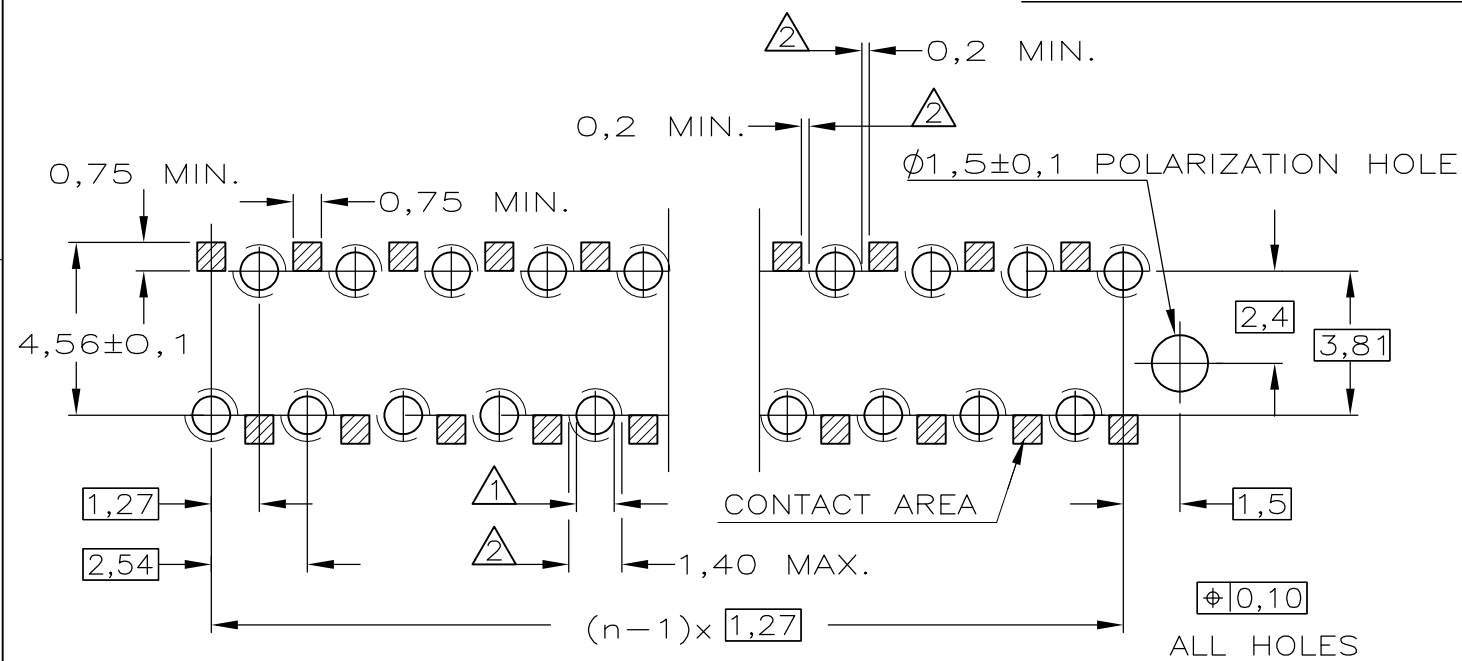 2
0,2 MIN.
0,2 MIN.
2
0,75 MIN.
Ø1,5±0,1 POLARIZATION HOLE
0,75 MIN.
2,4
4,56±0,1
3,81
1,27
1
CONTACT AREA
1,5
2,54
2
1,40 MAX.
⌖ 0,10
(n-1)x 1,27
ALL HOLES